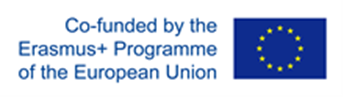 Co-funded by the
Erasmus+ Programme
of the European Union